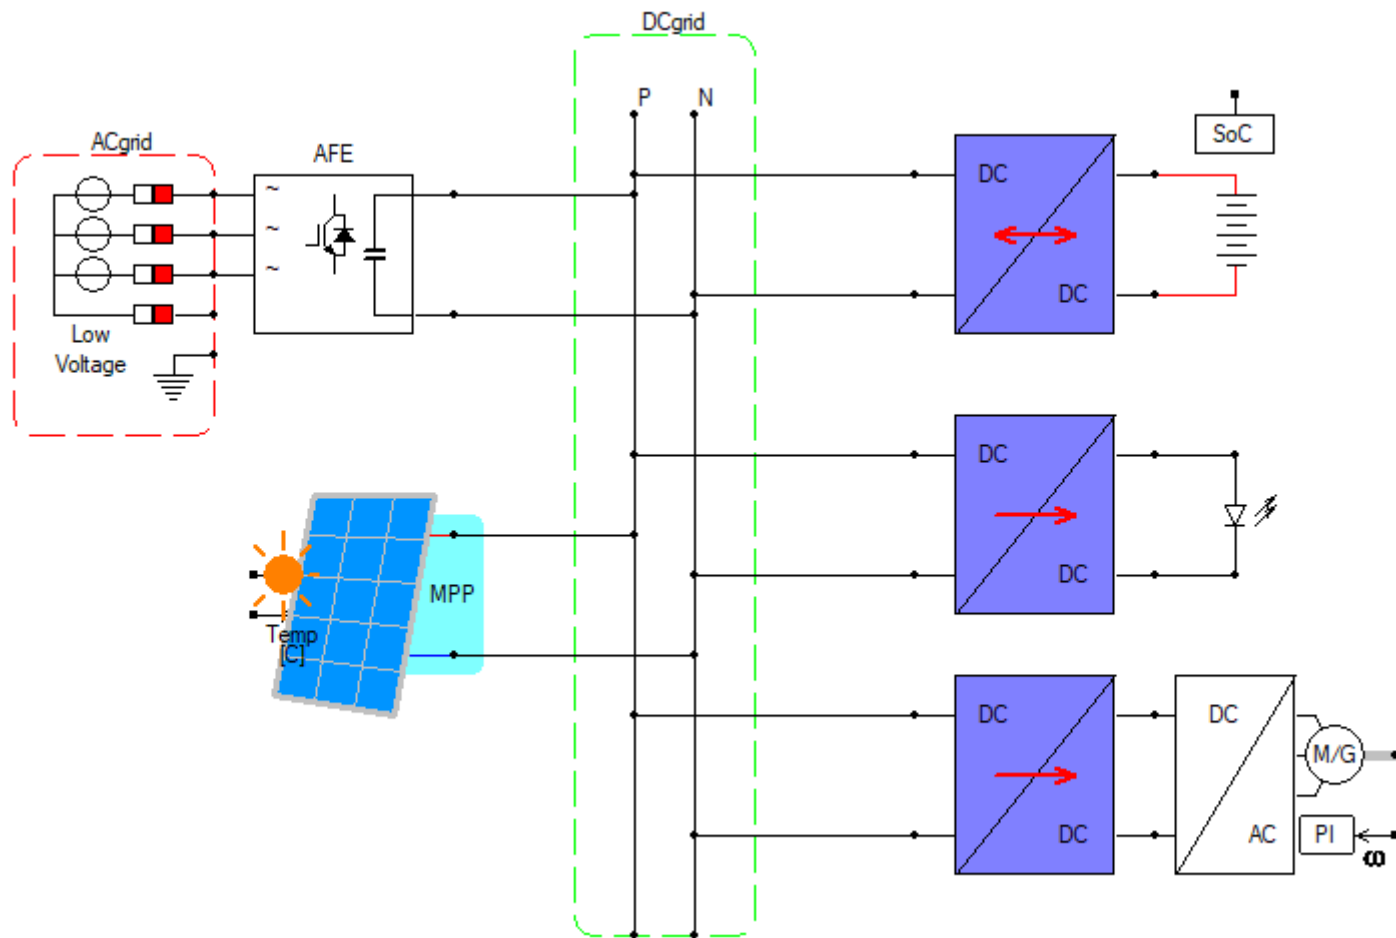 DCgrid
P N
ACgrid
AFE
~
~
~
Low
Voltage
SoC
DC
DC
DC
DC
MPP
Temp
[C]
DC
DC
DC
AC
M/G
PI
ω